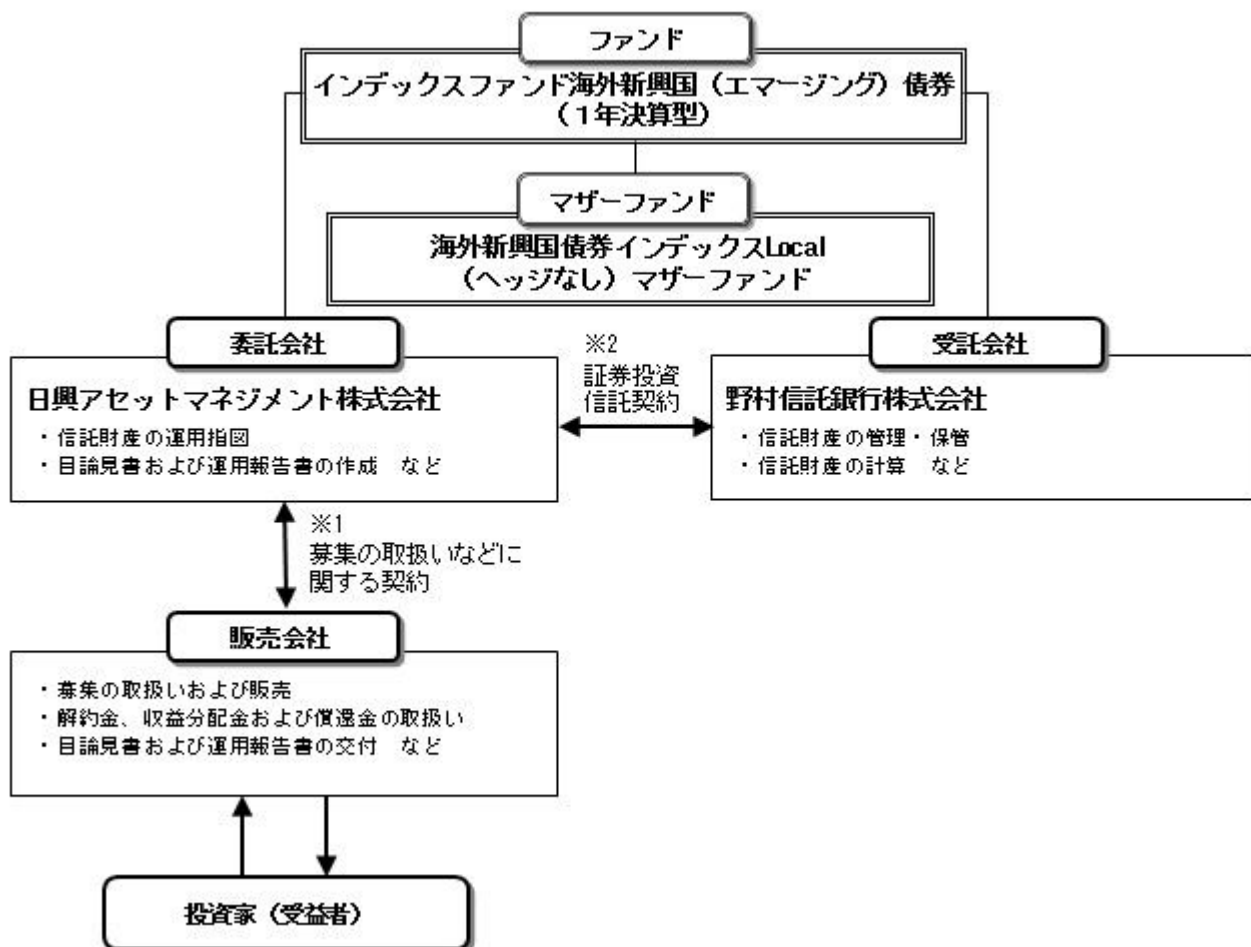 ファンド
インデックスファンド海外新興国（エマージング）債券
（１年決算型）
マザーファンド
海外新興国債券インデックスLocal
（ヘッジなし）マザーファンド
委託会社
日興アセットマネジメント株式会社
・信託財産の運用指図
・目論見書および運用報告書の作成　など
※2
証券投資
信託契約
受託会社
野村信託銀行株式会社
・信託財産の管理・保管
・信託財産の計算　など
※1
募集の取扱いなどに
関する契約
販売会社
・募集の取扱いおよび販売
・解約金、収益分配金および償還金の取扱い
・目論見書および運用報告書の交付　など
投資家（受益者）